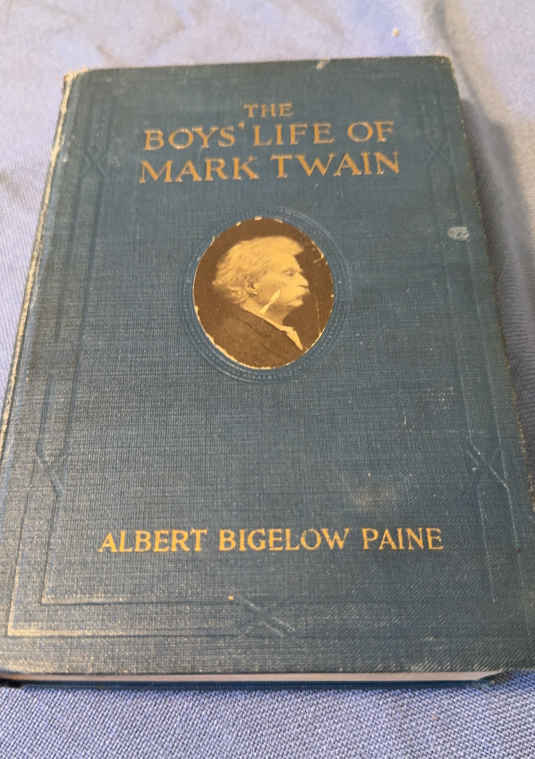 THE
BOYS' LIFE OF
MARK TWAIN
ALBERT BIGELOW PAINE